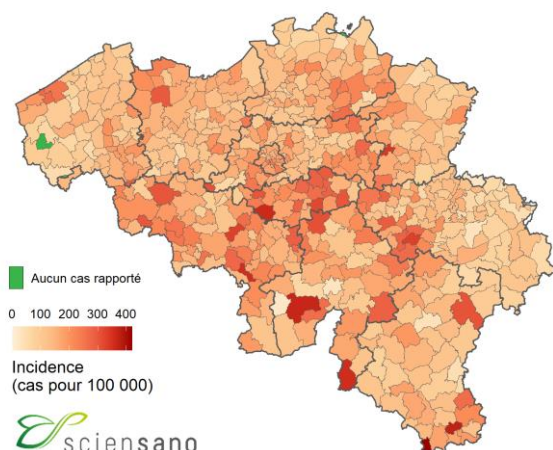 Aucun cas rapporté
0 100 200 300 400
Incidence
(cas pour 100 000)
sciensano